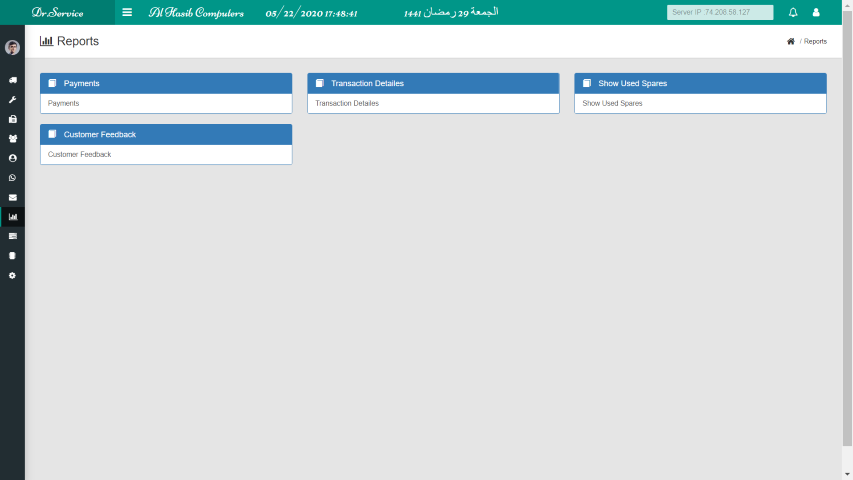 Dr.Service
Al Hasib Computers
05/22/2020 17:48:41
الجمعة 29 رمضان 1441
Server IP :74.208.56.127
Reports
/ Reports
Payments
Payments
Transaction Detailes
Transaction Detailes
Show Used Spares
Show Used Spares
Customer Feedback
Customer Feedback